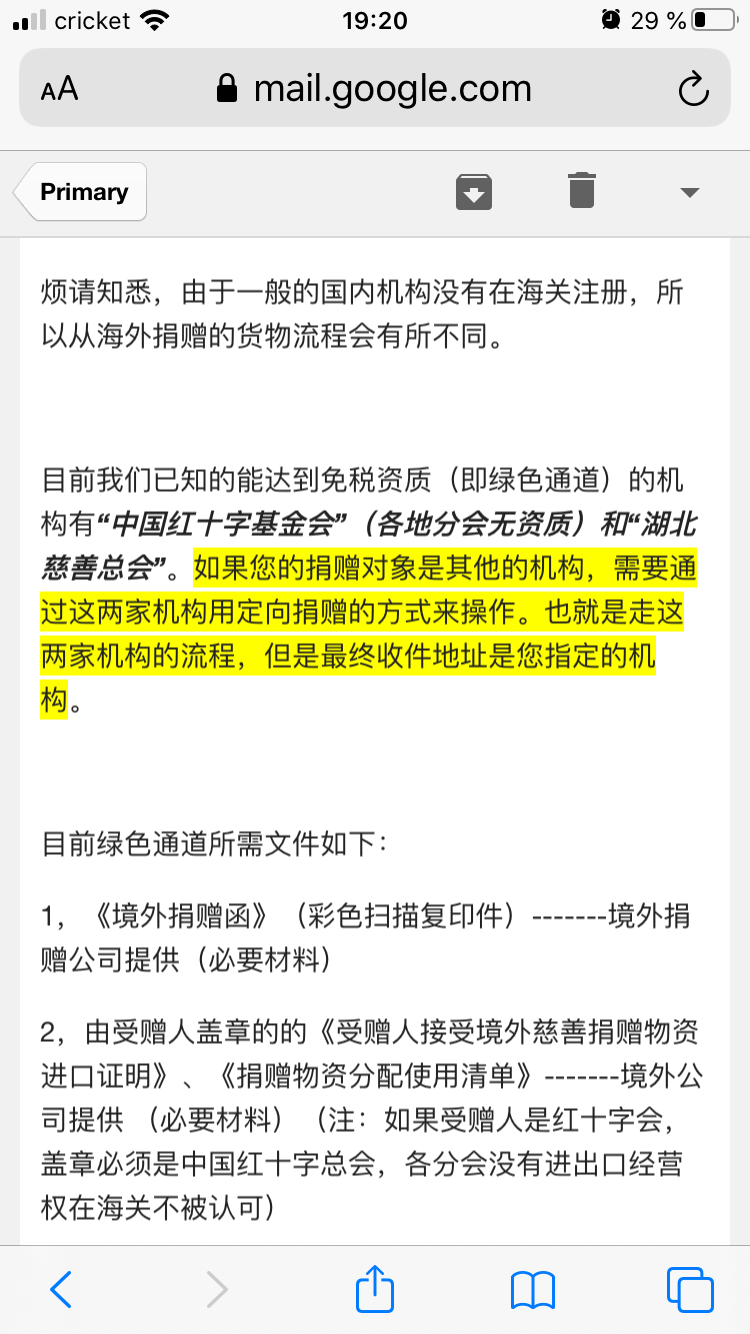 cricket 19:20 29 %
AA mail.google.com
Primary
烦请知悉，由于一般的国内机构没有在海关注册，所
以从海外捐赠的货物流程会有所不同。
目前我们已知的能达到免税资质（即绿色通道）的机
构有“中国红十字基金会”（各地分会无资质）和“湖北
慈善总会”。如果您的捐赠对象是其他的机构，需要通
过这两家机构用定向捐赠的方式来操作。也就是走这
两家机构的流程，但是最终收件地址是您指定的机
构。
目前绿色通道所需文件如下：
1，《境外捐赠函》（彩色扫描复印件）-------境外捐
赠公司提供（必要材料）
2，由受赠人盖章的的《受赠人接受境外慈善捐赠物资
进口证明》、《捐赠物资分配使用清单》-------境外公
司提供 （必要材料）（注：如果受赠人是红十字会，
盖章必须是中国红十字总会，各分会没有进出口经营
权在海关不被认可）